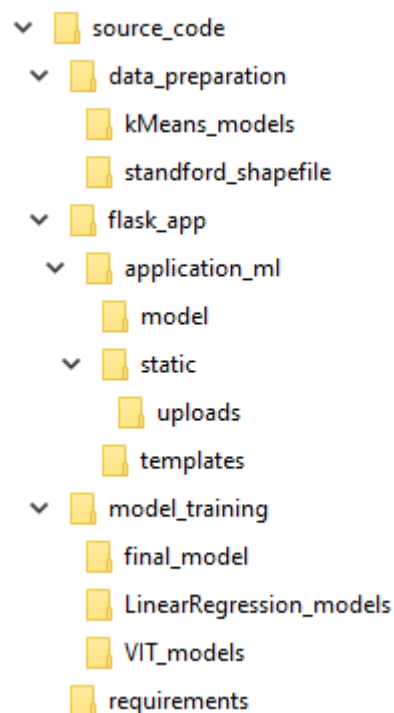 source_code
data_preparation
kMeans_models
standford_shapefile
flask_app
application_ml
model
static
uploads
templates
model_training
final_model
LinearRegression_models
VIT_models
requirements